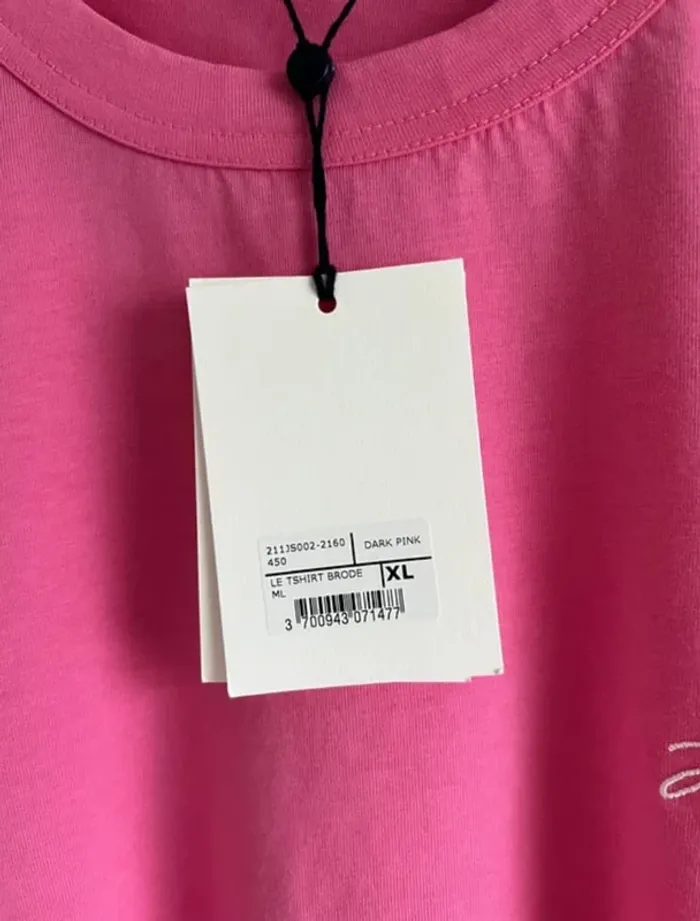 211JS002-2160
450
DARK PINK
LE TSHIRT BRODE
ML
XL
3 700943 071477